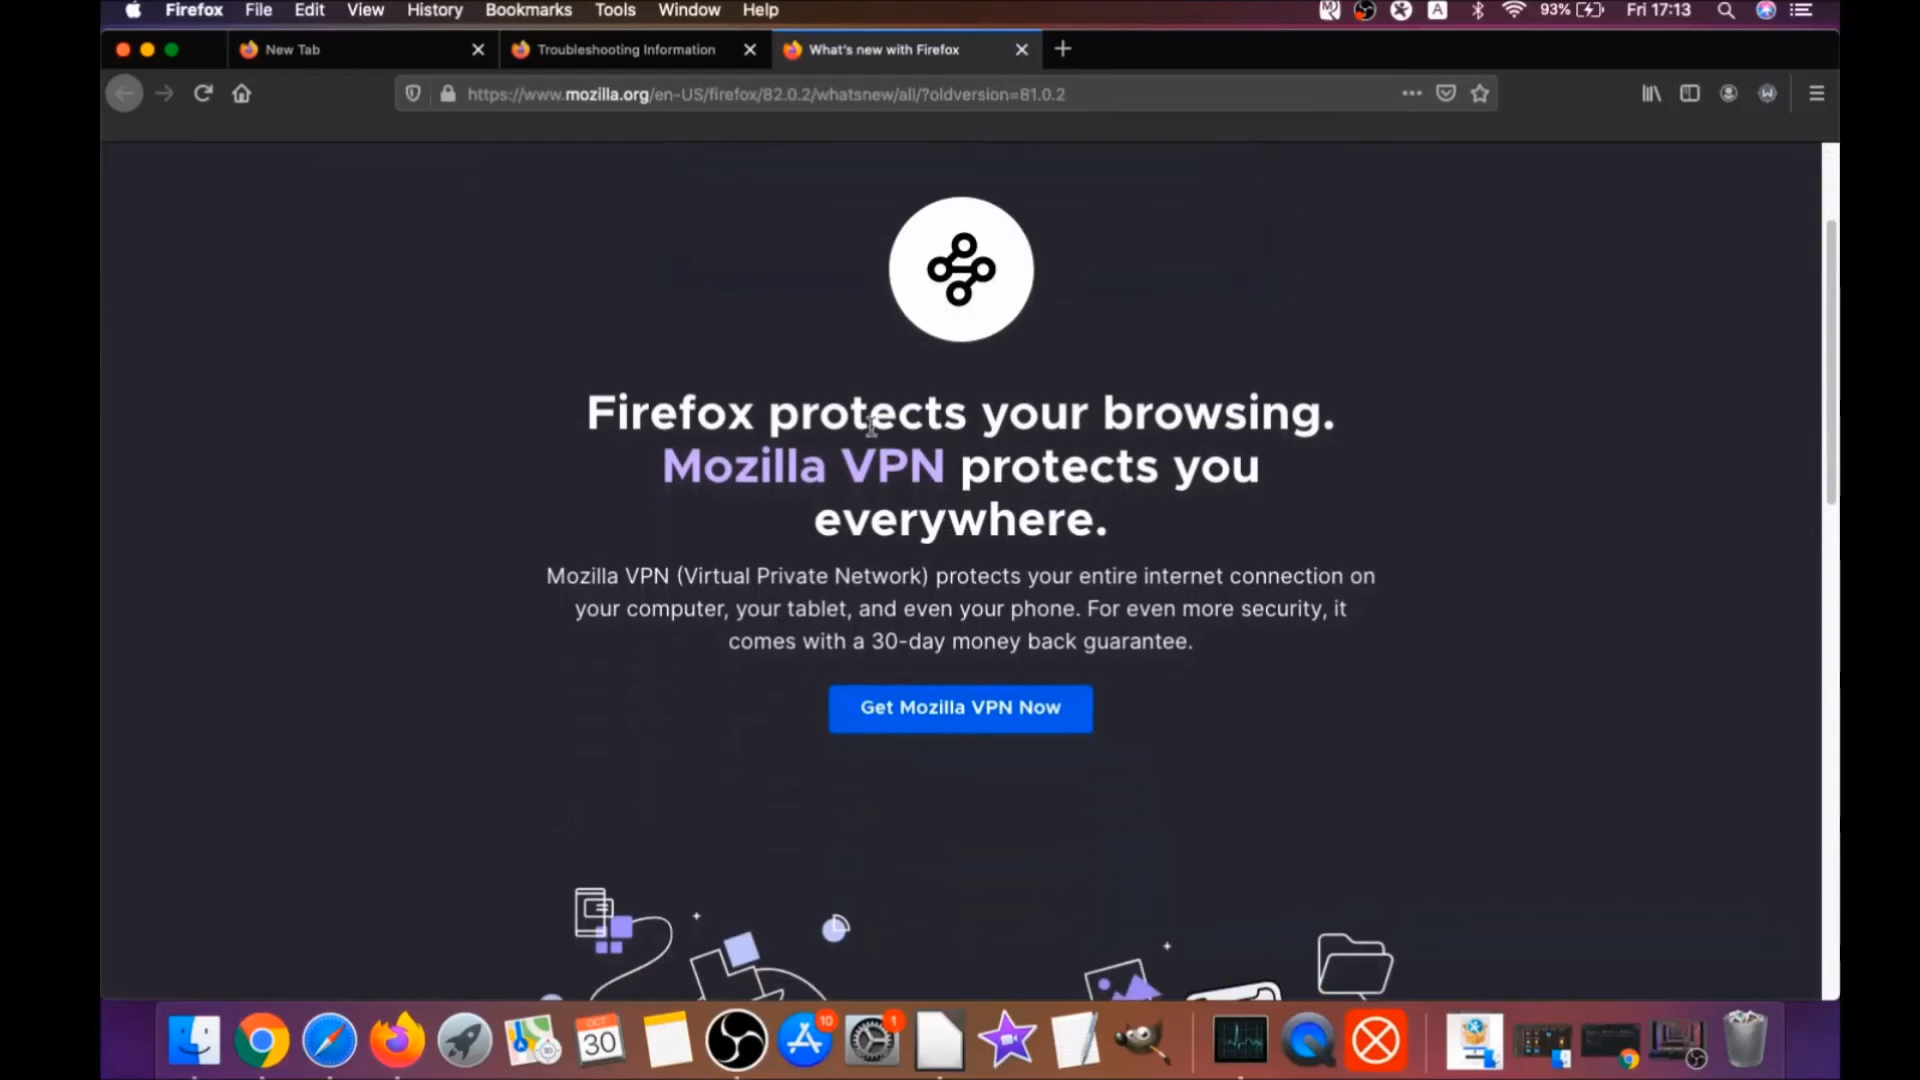 Firefox File Edit View History Bookmarks Tools Window Help A 93% Fri 17:13
New Tab Troubleshooting Information What's new with Firefox
https://www.mozilla.org/en-US/firefox/82.0.2/whatsnew/all/?oldversion=81.0.2
Firefox protects your browsing.
Mozilla VPN protects you
everywhere.
Mozilla VPN (Virtual Private Network) protects your entire internet connection on
your computer, your tablet, and even your phone. For even more security, it
comes with a 30-day money back guarantee.
Get Mozilla VPN Now
OCT
30
10
1